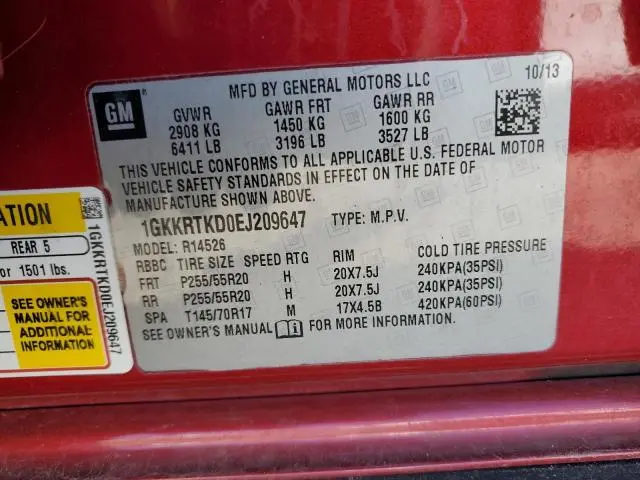 MFD BY GENERAL MOTORS LLC 10/13
GM
GVWR GAWR FRT GAWR RR
2908 KG 1450 KG 1600 KG
6411 LB 3196 LB 3527 LB
THIS VEHICLE CONFORMS TO ALL APPLICABLE U.S. FEDERAL MOTOR
VEHICLE SAFETY STANDARDS IN EFFECT ON THE DATE OF
MANUFACTURE SHOWN ABOVE.
1GKKRTKD0EJ209647 TYPE: M.P.V.
MODEL: R14526
RBBC TIRE SIZE SPEED RTG RIM COLD TIRE PRESSURE
FRT P255/55R20 H 20X7.5J 240KPA(35PSI)
RR P255/55R20 H 20X7.5J 240KPA(35PSI)
SPA T145/70R17 M 17X4.5B 420KPA(60PSI)
SEE OWNER'S MANUAL FOR MORE INFORMATION.
ATION
REAR 5
or 1501 lbs.
SEE OWNER'S
MANUAL FOR
ADDITIONAL
INFORMATION
1GKKRTKD0EJ209647